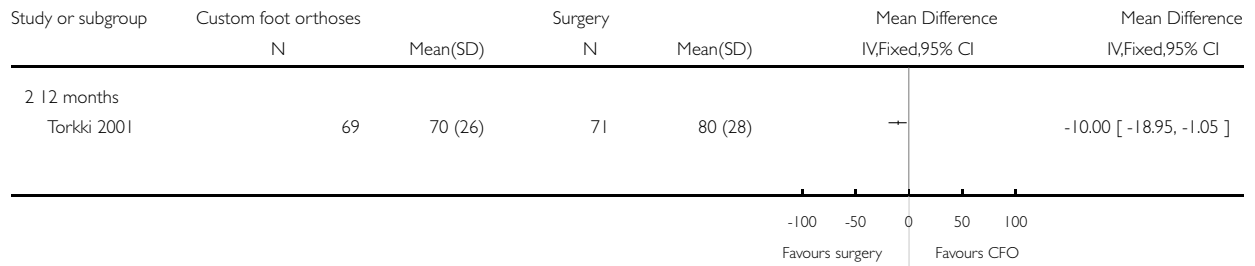 Study or subgroup Custom foot orthoses Surgery Mean Difference Mean Difference
N Mean(SD) N Mean(SD) IV,Fixed,95% CI IV,Fixed,95% CI
2 12 months
Torkki 2001 69 70 (26) 71 80 (28) -10.00 [ -18.95, -1.05 ]
-100 -50 0 50 100
Favours surgery Favours CFO